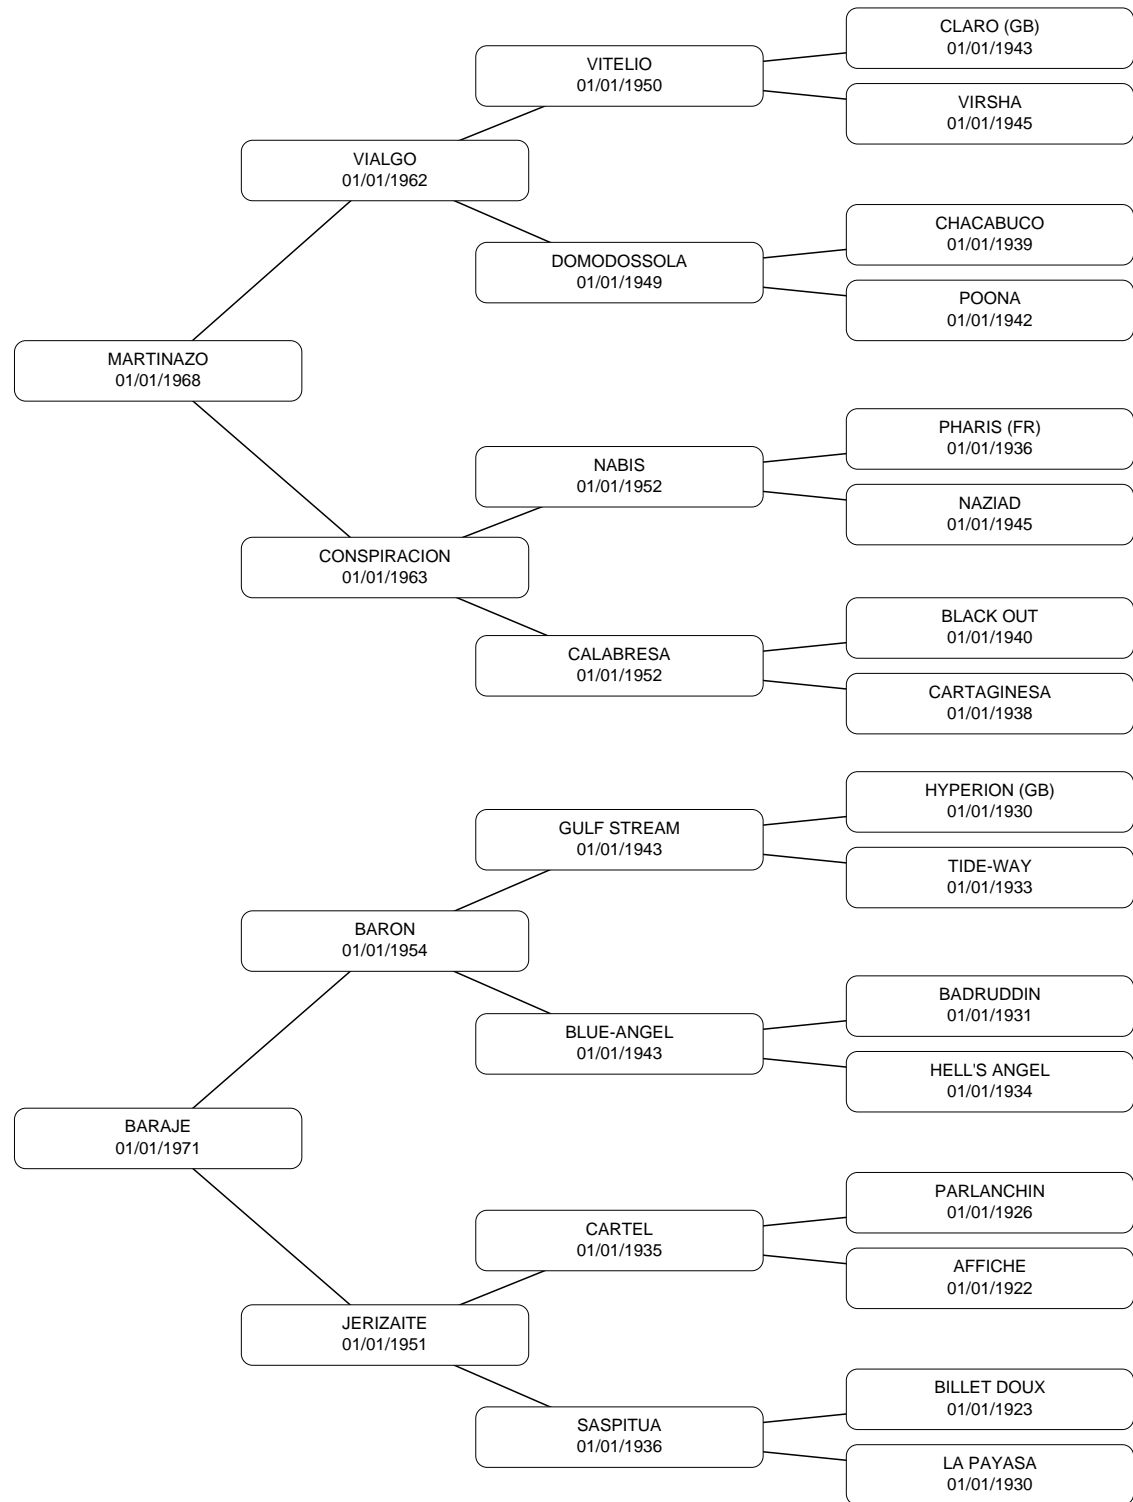 CLARO (GB)
01/01/1943
VITELIO
01/01/1950
VIRSHA
01/01/1945
VIALGO
01/01/1962
CHACABUCO
01/01/1939
DOMODOSSOLA
01/01/1949
POONA
01/01/1942
MARTINAZO
01/01/1968
PHARIS (FR)
01/01/1936
NABIS
01/01/1952
NAZIAD
01/01/1945
CONSPIRACION
01/01/1963
BLACK OUT
01/01/1940
CALABRESA
01/01/1952
CARTAGINESA
01/01/1938
HYPERION (GB)
01/01/1930
GULF STREAM
01/01/1943
TIDE-WAY
01/01/1933
BARON
01/01/1954
BADRUDDIN
01/01/1931
BLUE-ANGEL
01/01/1943
HELL'S ANGEL
01/01/1934
BARAJE
01/01/1971
PARLANCHIN
01/01/1926
CARTEL
01/01/1935
AFFICHE
01/01/1922
JERIZAITE
01/01/1951
BILLET DOUX
01/01/1923
SASPITUA
01/01/1936
LA PAYASA
01/01/1930